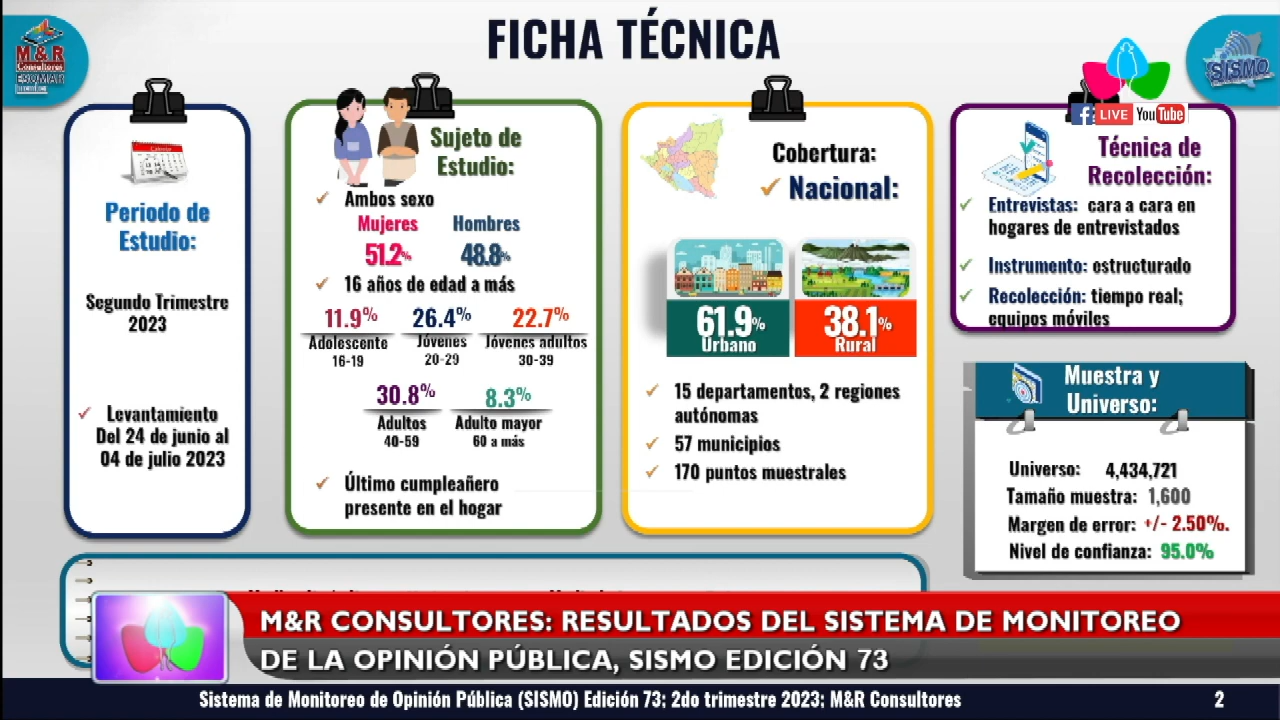 FICHA TÉCNICA
M&R
Consultores
SISMO
LIVE
YouTube
Periodo de
Estudio:
Segundo Trimestre
2023
Levantamiento
Del 24 de junio al
04 de julio 2023
Sujeto de
Estudio:
Ambos sexo
Mujeres Hombres
51.2% 48.8%
16 años de edad a más
11.9% 26.4% 22.7%
Adolescente Jóvenes Jóvenes adultos
16-19 20-29 30-39
30.8% 8.3%
Adultos Adulto mayor
40-59 60 a más
Último cumpleañero
presente en el hogar
Cobertura:
Nacional:
61.9% 38.1%
Urbano Rural
15 departamentos, 2 regiones
autónomas
57 municipios
170 puntos muestrales
Técnica de
Recolección:
Entrevistas: cara a cara en
hogares de entrevistados
Instrumento: estructurado
Recolección: tiempo real;
equipos móviles
Muestra y
Universo:
Universo: 4,434,721
Tamaño muestra: 1,600
Margen de error: +/- 2.50%.
Nivel de confianza: 95.0%
M&R CONSULTORES: RESULTADOS DEL SISTEMA DE MONITOREO
DE LA OPINIÓN PÚBLICA, SISMO EDICIÓN 73
Sistema de Monitoreo de Opinión Pública (SISMO) Edición 73; 2do trimestre 2023; M&R Consultores
2